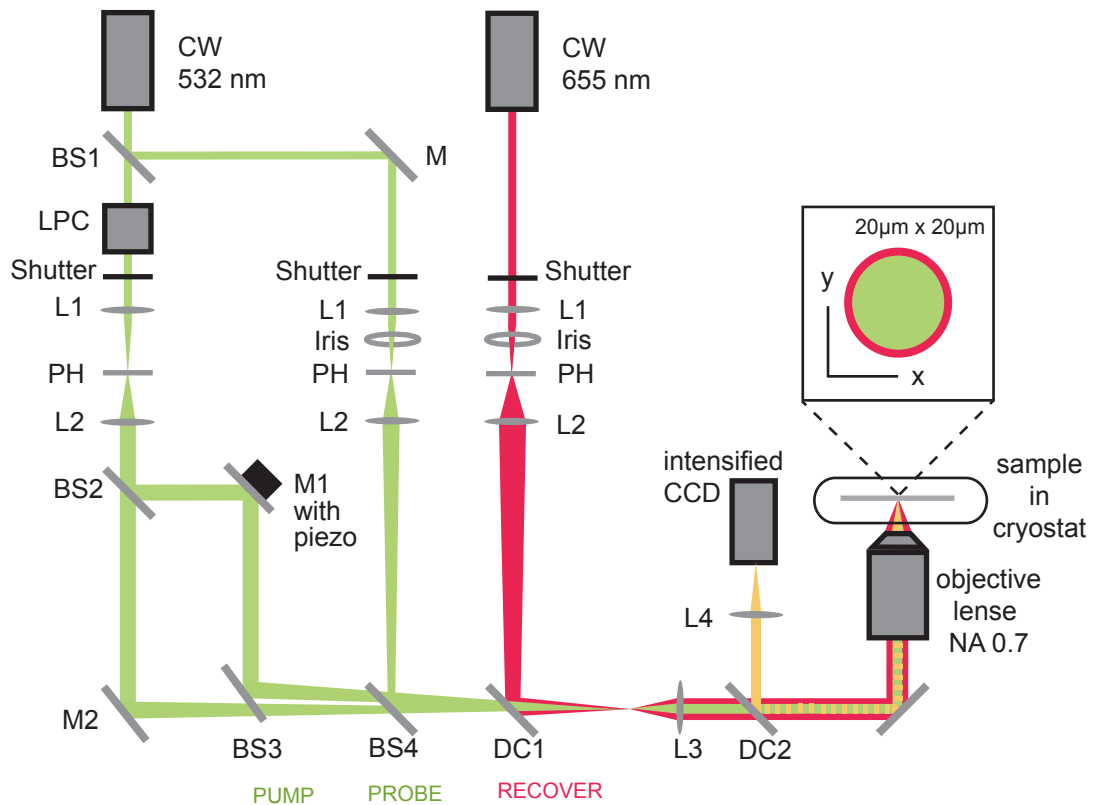 CW
532 nm
CW
655 nm
BS1
M
LPC
20µm x 20µm
y
x
Shutter
Shutter
Shutter
L1
L1
L1
Iris
Iris
PH
PH
PH
L2
L2
L2
BS2
M1
with
piezo
intensified
CCD
sample
in
cryostat
L4
objective
lense
NA 0.7
M2
BS3
BS4
DC1
L3
DC2
PUMP
PROBE
RECOVER